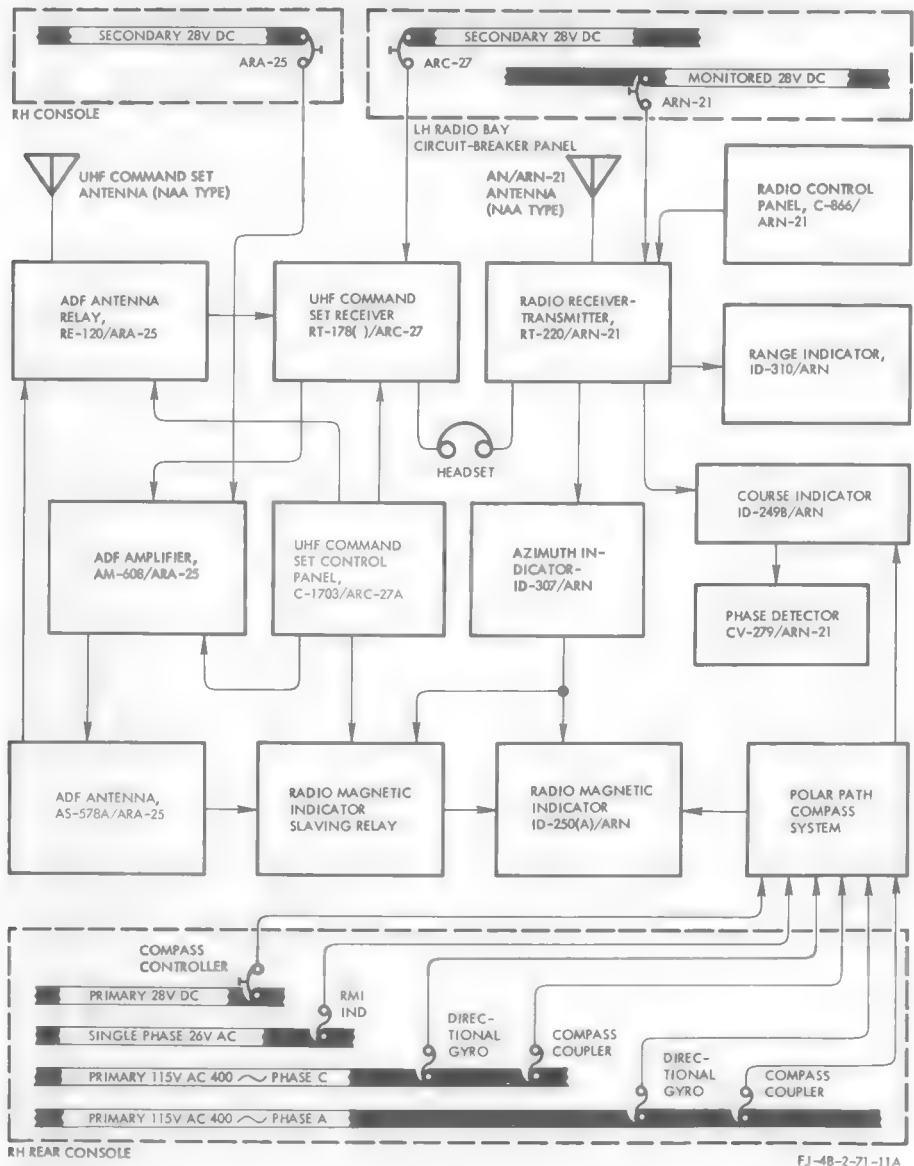 SECONDARY 28V DC
ARA-25
RH CONSOLE
SECONDARY 28V DC
ARC-27
MONITORED 28V DC
ARN-21
LH RADIO BAY
CIRCUIT-BREAKER PANEL
UHF COMMAND SET
ANTENNA (NAA TYPE)
AN/ARN-21
ANTENNA
(NAA TYPE)
RADIO CONTROL
PANEL, C-866/
ARN-21
ADF ANTENNA
RELAY,
RE-120/ARA-25
UHF COMMAND
SET RECEIVER
RT-178( )/ARC-27
RADIO RECEIVER-
TRANSMITTER,
RT-220/ARN-21
RANGE INDICATOR,
ID-310/ARN
HEADSET
COURSE INDICATOR
ID-249B/ARN
ADF AMPLIFIER,
AM-608/ARA-25
UHF COMMAND
SET CONTROL
PANEL,
C-1703/ARC-27A
AZIMUTH IN-
DICATOR-
ID-307/ARN
PHASE DETECTOR
CV-279/ARN-21
ADF ANTENNA,
AS-578A/ARA-25
RADIO MAGNETIC
INDICATOR
SLAVING RELAY
RADIO MAGNETIC
INDICATOR
ID-250(A)/ARN
POLAR PATH
COMPASS
SYSTEM
COMPASS
CONTROLLER
PRIMARY 28V DC
RMI
IND
SINGLE PHASE 26V AC
DIREC-
TIONAL
GYRO
COMPASS
COUPLER
PRIMARY 115V AC 400 ~ PHASE C
DIREC-
TIONAL
GYRO
COMPASS
COUPLER
PRIMARY 115V AC 400 ~ PHASE A
RH REAR CONSOLE
FJ-4B-2-71-11A